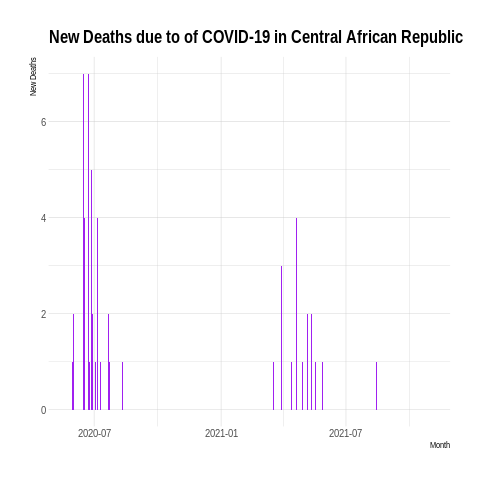 New Deaths due to of COVID-19 in Central African Republic
New Deaths
6
4
2
0
2020-07 2021-01 2021-07
Month